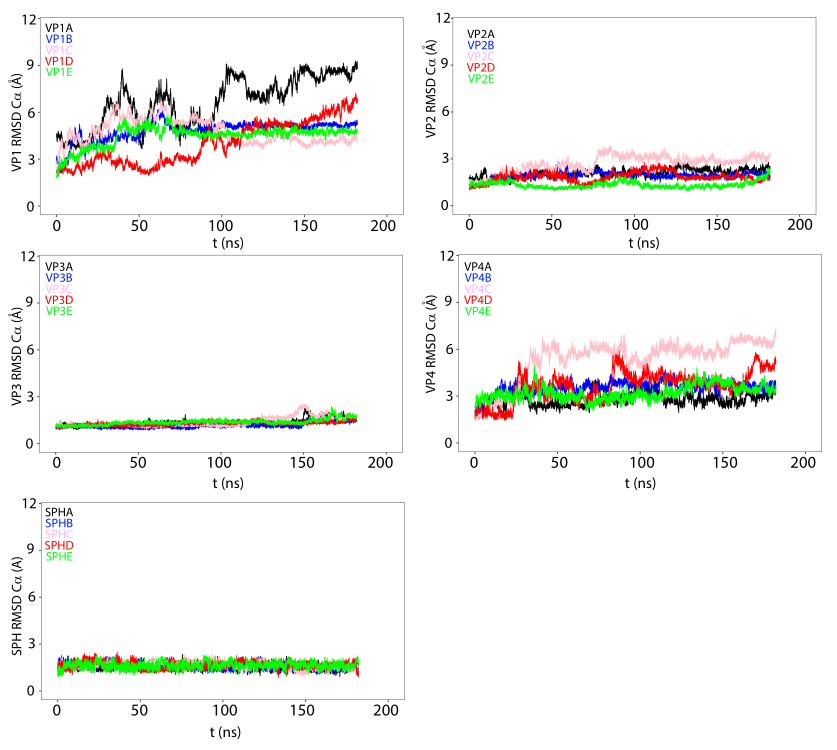 12
9
6
3
0
VP1 RMSD Cα (Å)
VP1A
VP1B
VP1C
VP1D
VP1E
0
50
100
150
200
t (ns)
12
9
6
3
0
VP2 RMSD Cα (Å)
VP2A
VP2B
VP2C
VP2D
VP2E
0
50
100
150
200
t (ns)
12
9
6
3
0
VP3 RMSD Cα (Å)
VP3A
VP3B
VP3C
VP3D
VP3E
0
50
100
150
200
t (ns)
12
9
6
3
0
VP4 RMSD Cα (Å)
VP4A
VP4B
VP4C
VP4D
VP4E
0
50
100
150
200
t (ns)
12
9
6
3
0
SPH RMSD Cα (Å)
SPHA
SPHB
SPHC
SPHD
SPHE
0
50
100
150
200
t (ns)